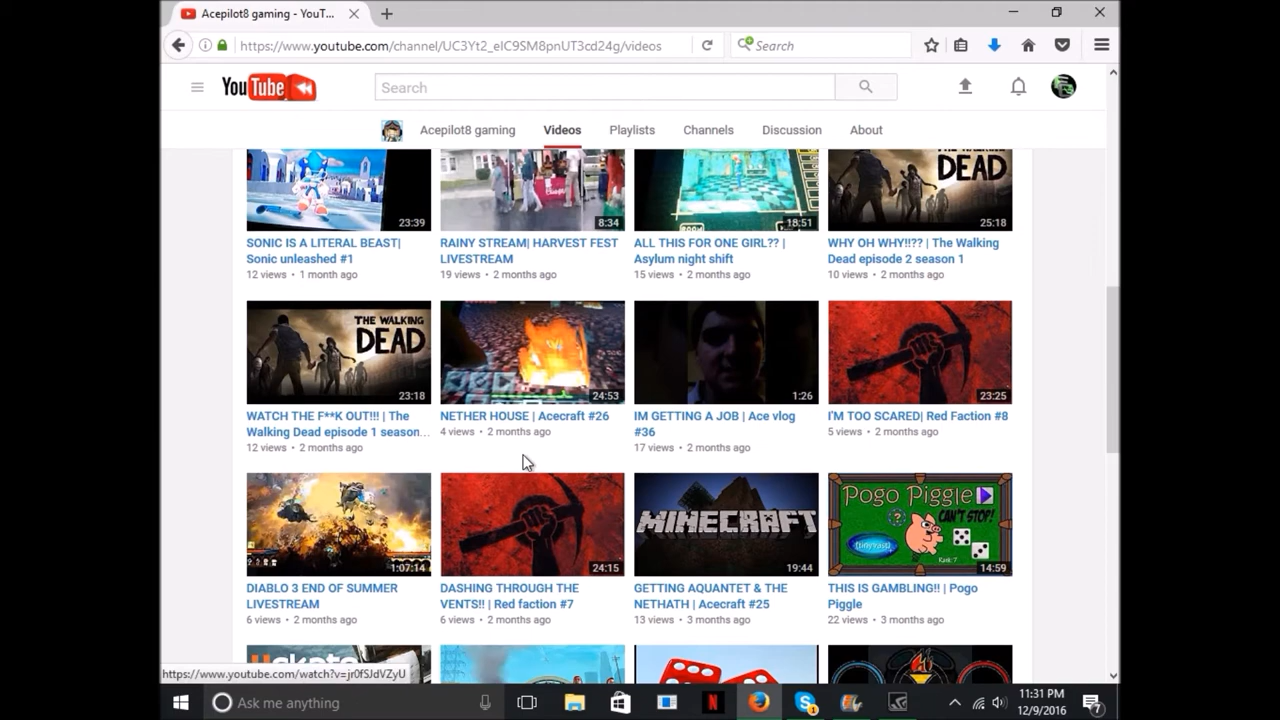 Acepilot8 gaming - YouT...
https://www.youtube.com/channel/UC3Yt2_eIC9SM8pnUT3cd24g/videos
Search
YouTube
Search
Acepilot8 gaming
Videos
Playlists
Channels
Discussion
About
23:39
8:34
18:51
DEAD
25:18
SONIC IS A LITERAL BEAST|
Sonic unleashed #1
12 views • 1 month ago
RAINY STREAM| HARVEST FEST
LIVESTREAM
19 views • 2 months ago
ALL THIS FOR ONE GIRL?? |
Asylum night shift
15 views • 2 months ago
WHY OH WHY!!?? | The Walking
Dead episode 2 season 1
10 views • 2 months ago
THE WALKING
DEAD
23:18
24:53
1:26
23:25
WATCH THE F**K OUT!!! | The
Walking Dead episode 1 season...
12 views • 2 months ago
NETHER HOUSE | Acecraft #26
4 views • 2 months ago
IM GETTING A JOB | Ace vlog
#36
17 views • 2 months ago
I'M TOO SCARED| Red Faction #8
5 views • 2 months ago
1:07:14
24:15
MINECRAFT
19:44
Pogo Piggle
CAN'T STOP!
14:59
DIABLO 3 END OF SUMMER
LIVESTREAM
6 views • 2 months ago
DASHING THROUGH THE
VENTS!! | Red faction #7
6 views • 2 months ago
GETTING AQUANTET & THE
NETHATH | Acecraft #25
13 views • 3 months ago
THIS IS GAMBLING!! | Pogo
Piggle
22 views • 3 months ago
https://www.youtube.com/watch?v=jr0fSJdVZyU
Ask me anything
11:31 PM
12/9/2016
7